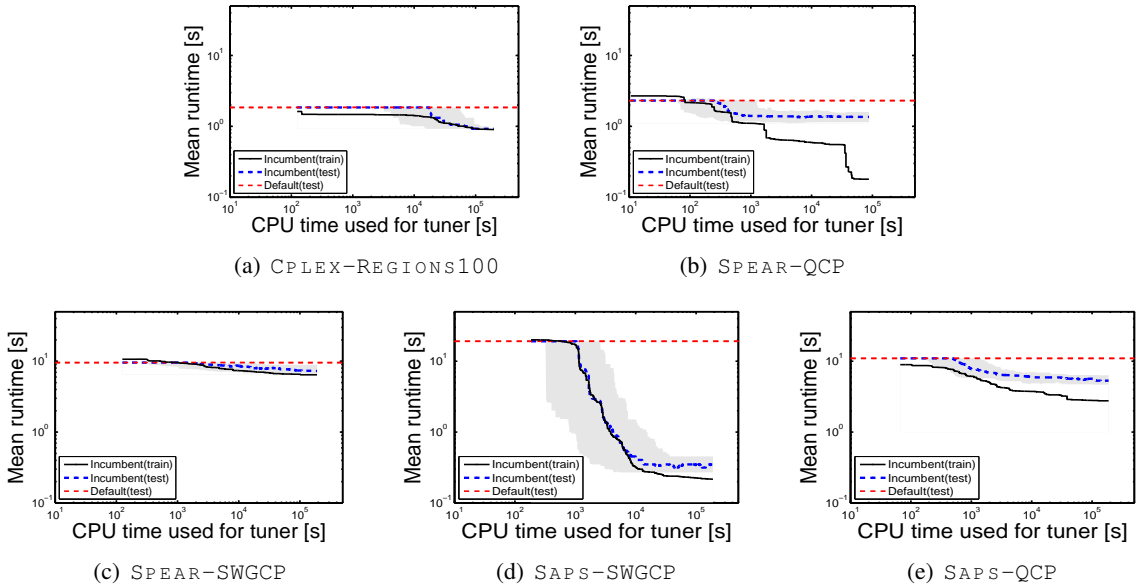 Mean runtime [s]
10^1
10^0
10^-1
Incumbent(train)
Incumbent(test)
Default(test)
10^1 10^2 10^3 10^4 10^5
CPU time used for tuner [s]
(a) CPLEX-REGIONS100
Mean runtime [s]
10^1
10^0
10^-1
Incumbent(train)
Incumbent(test)
Default(test)
10^1 10^2 10^3 10^4 10^5
CPU time used for tuner [s]
(b) SPEAR-QCP
Mean runtime [s]
10^1
10^0
10^-1
Incumbent(train)
Incumbent(test)
Default(test)
10^1 10^2 10^3 10^4 10^5
CPU time used for tuner [s]
(c) SPEAR-SWGCP
Mean runtime [s]
10^1
10^0
10^-1
Incumbent(train)
Incumbent(test)
Default(test)
10^1 10^2 10^3 10^4 10^5
CPU time used for tuner [s]
(d) SAPS-SWGCP
Mean runtime [s]
10^1
10^0
10^-1
Incumbent(train)
Incumbent(test)
Default(test)
10^1 10^2 10^3 10^4 10^5
CPU time used for tuner [s]
(e) SAPS-QCP